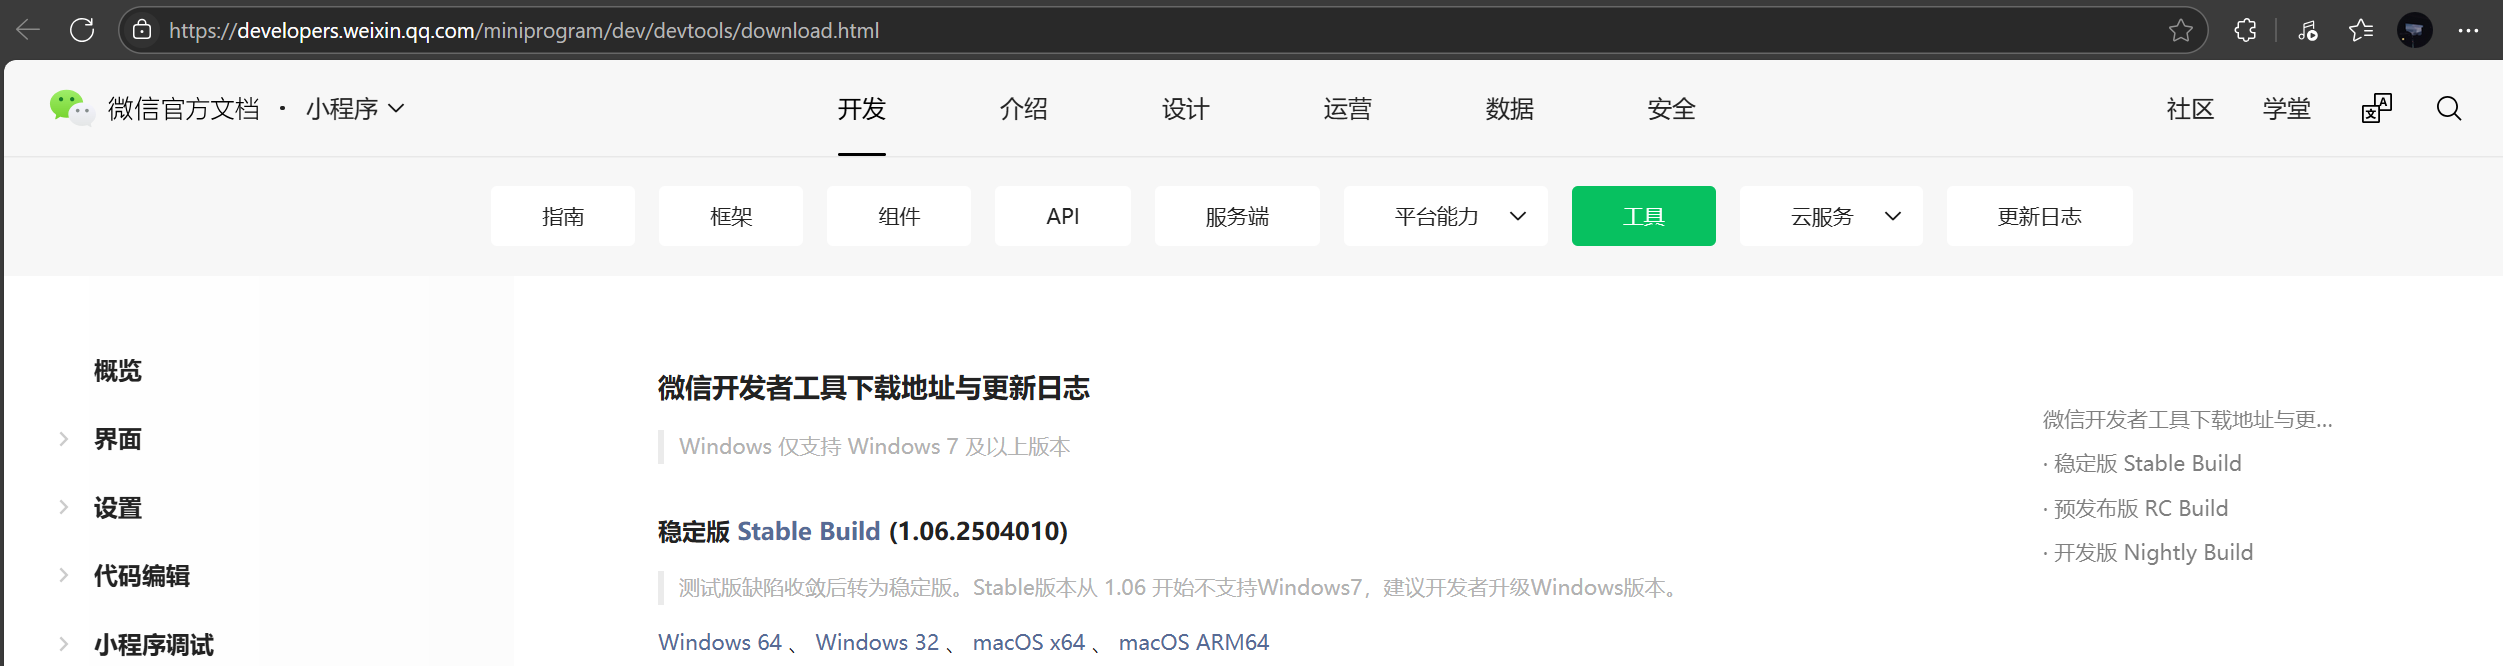 https://developers.weixin.qq.com/miniprogram/dev/devtools/download.html
微信官方文档 · 小程序 开发 介绍 设计 运营 数据 安全 社区 学堂
指南 框架 组件 API 服务端 平台能力 工具 云服务 更新日志
概览
界面
设置
代码编辑
小程序调试
微信开发者工具下载地址与更新日志
Windows 仅支持 Windows 7 及以上版本
稳定版 Stable Build (1.06.2504010)
测试版缺陷收敛后转为稳定版。Stable版本从 1.06 开始不支持Windows7，建议开发者升级Windows版本。
Windows 64 、 Windows 32 、 macOS x64 、 macOS ARM64
微信开发者工具下载地址与更...
· 稳定版 Stable Build
· 预发布版 RC Build
· 开发版 Nightly Build